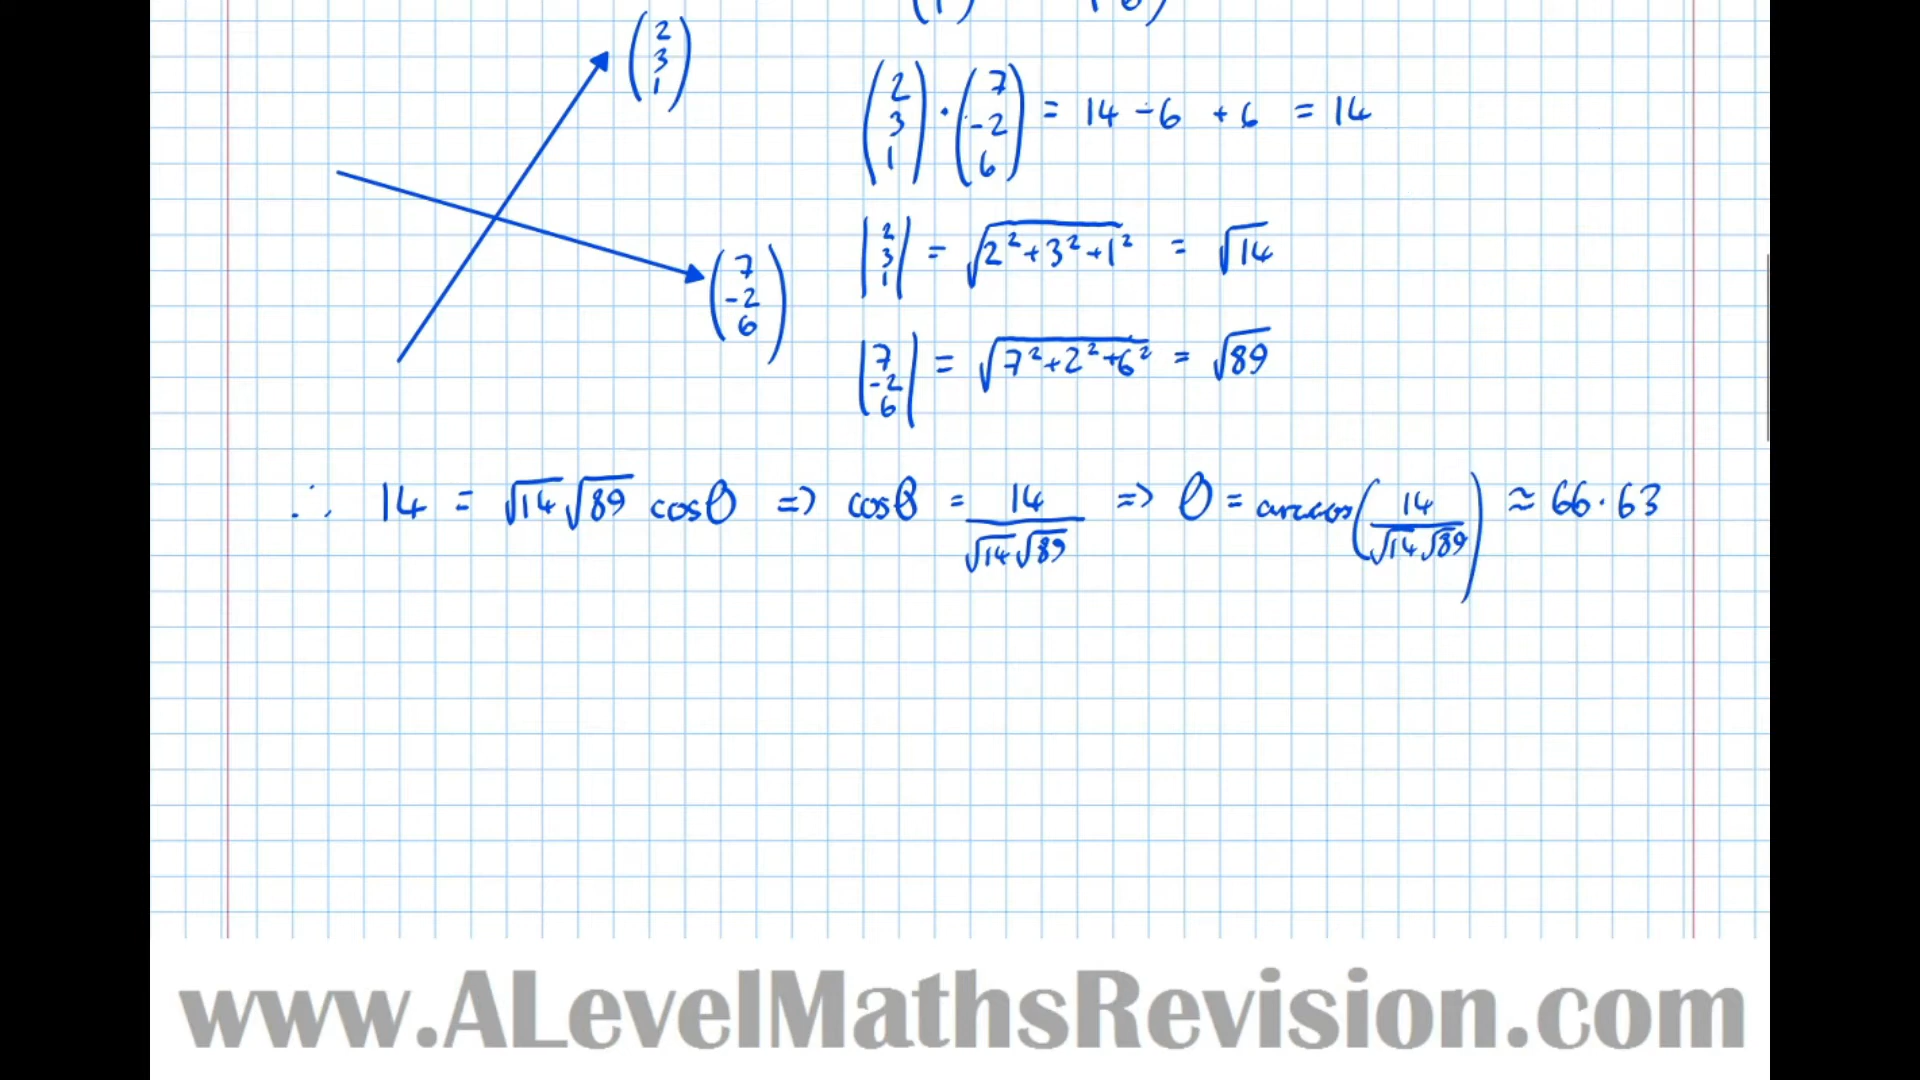 (2
3
1)
(2
3
1) · (7
-2
6) = 14 - 6 + 6 = 14
|2
3
1| = √2² + 3² + 1² = √14
(7
-2
6)
|7
-2
6| = √7² + 2² + 6² = √89
∴ 14 = √14 √89 cosθ => cosθ = 14/√14 √89 => θ = arccos(14/√14 √89) ≈ 66.63
www.ALevelMathsRevision.com